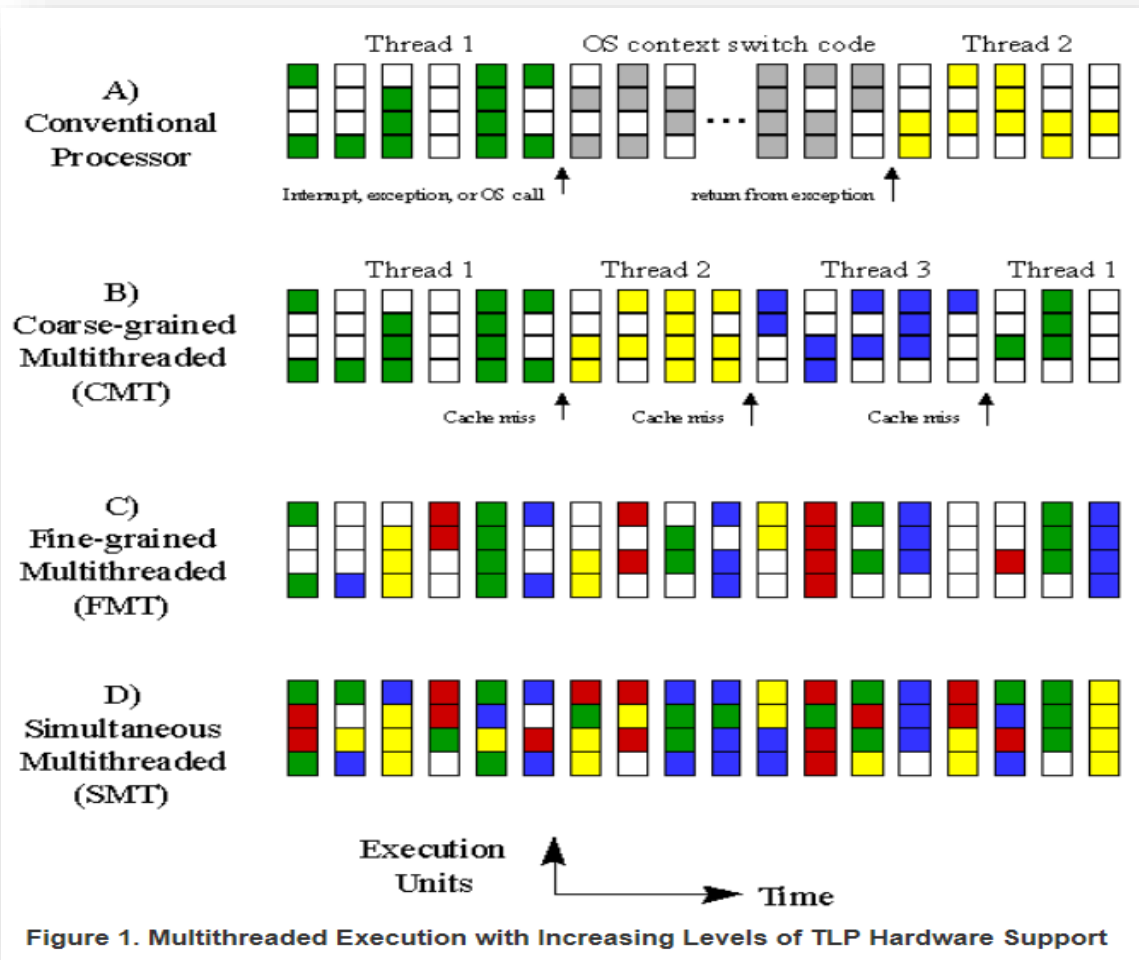 Thread 1 OS context switch code Thread 2
A)
Conventional
Processor
...
Interrupt, exception, or OS call
return from exception
Thread 1 Thread 2 Thread 3 Thread 1
B)
Coarse-grained
Multithreaded
(CMT)
Cache miss Cache miss Cache miss
C)
Fine-grained
Multithreaded
(FMT)
D)
Simultaneous
Multithreaded
(SMT)
Execution
Units
Time
Figure 1. Multithreaded Execution with Increasing Levels of TLP Hardware Support